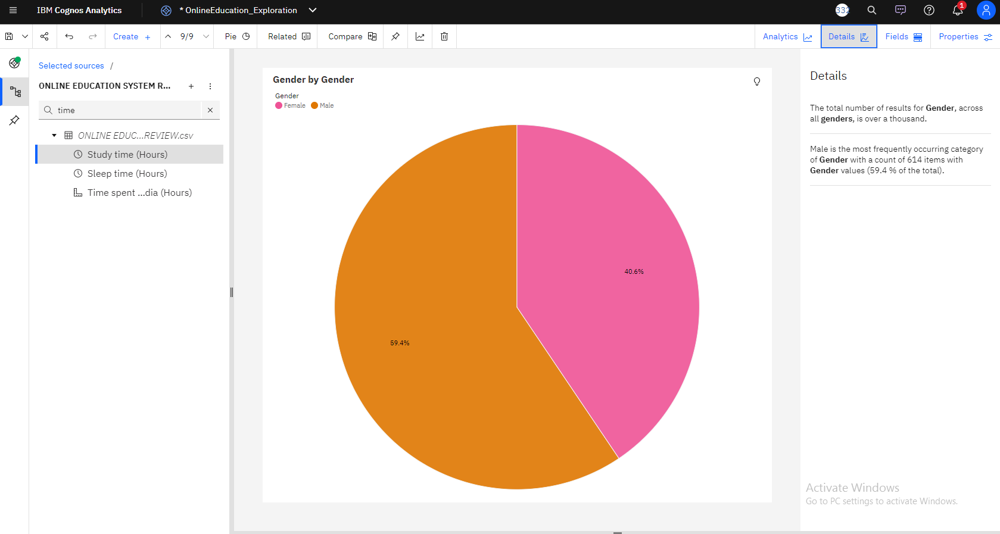 IBM Cognos Analytics
* OnlineEducation_Exploration
332
1
Create +
9/9
Pie
Related
Compare
Analytics
Details
Fields
Properties
Selected sources /
ONLINE EDUCATION SYSTEM R...
time
ONLINE EDUC...REVIEW.csv
Study time (Hours)
Sleep time (Hours)
Time spent ...dia (Hours)
Gender by Gender
Gender
Female Male
40.6%
59.4%
Details
The total number of results for Gender, across
all genders, is over a thousand.
Male is the most frequently occurring category
of Gender with a count of 614 items with
Gender values (59.4 % of the total).
Activate Windows
Go to PC settings to activate Windows.